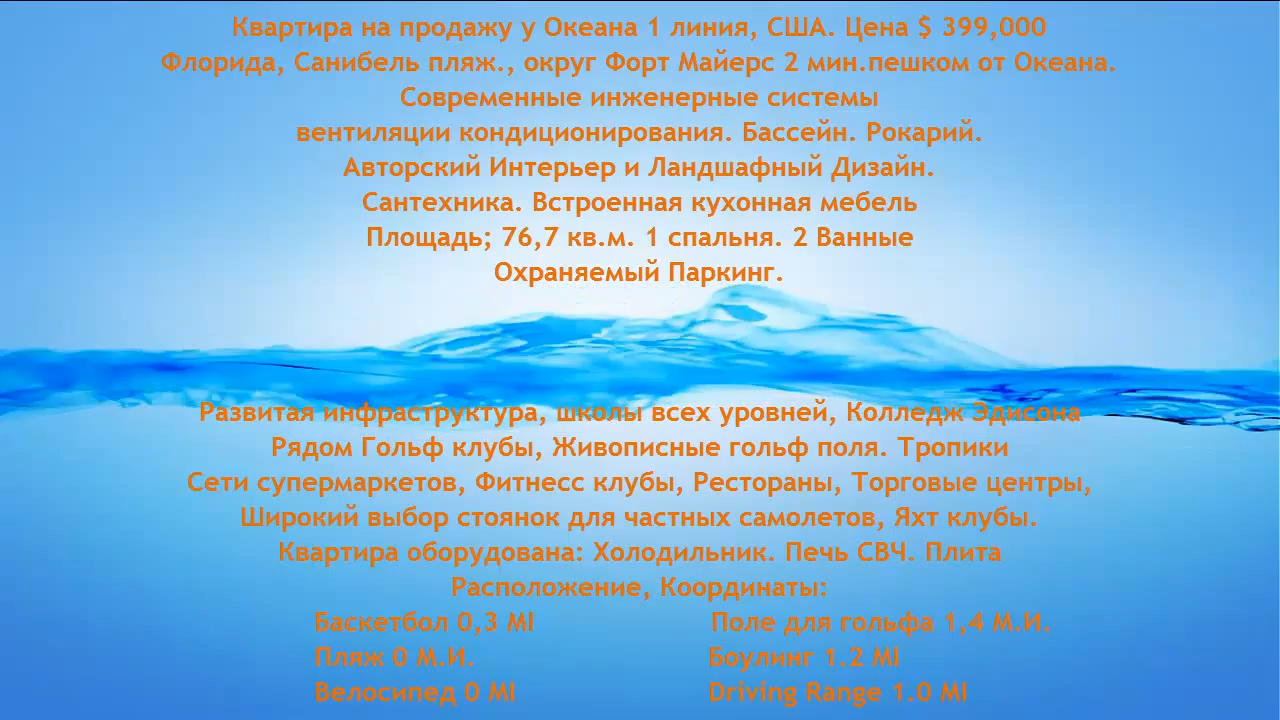 Квартира на продажу у Океана 1 линия, США. Цена $ 399,000
Флорида, Санибель пляж., округ Форт Майерс 2 мин.пешком от Океана.
Современные инженерные системы
вентиляции кондиционирования. Бассейн. Рокарий.
Авторский Интерьер и Ландшафный Дизайн.
Сантехника. Встроенная кухонная мебель
Площадь; 76,7 кв.м. 1 спальня. 2 Ванные
Охраняемый Паркинг.
Развитая инфраструктура, школы всех уровней, Колледж Эдисона
Рядом Гольф клубы, Живописные гольф поля. Тропики
Сети супермаркетов, Фитнесс клубы, Рестораны, Торговые центры,
Широкий выбор стоянок для частных самолетов, Яхт клубы.
Квартира оборудована: Холодильник. Печь СВЧ. Плита
Расположение, Координаты:
Баскетбол 0,3 MI Поле для гольфа 1,4 М.И.
Пляж 0 М.И. Боулинг 1.2 MI
Велосипед 0 MI Driving Range 1.0 MI